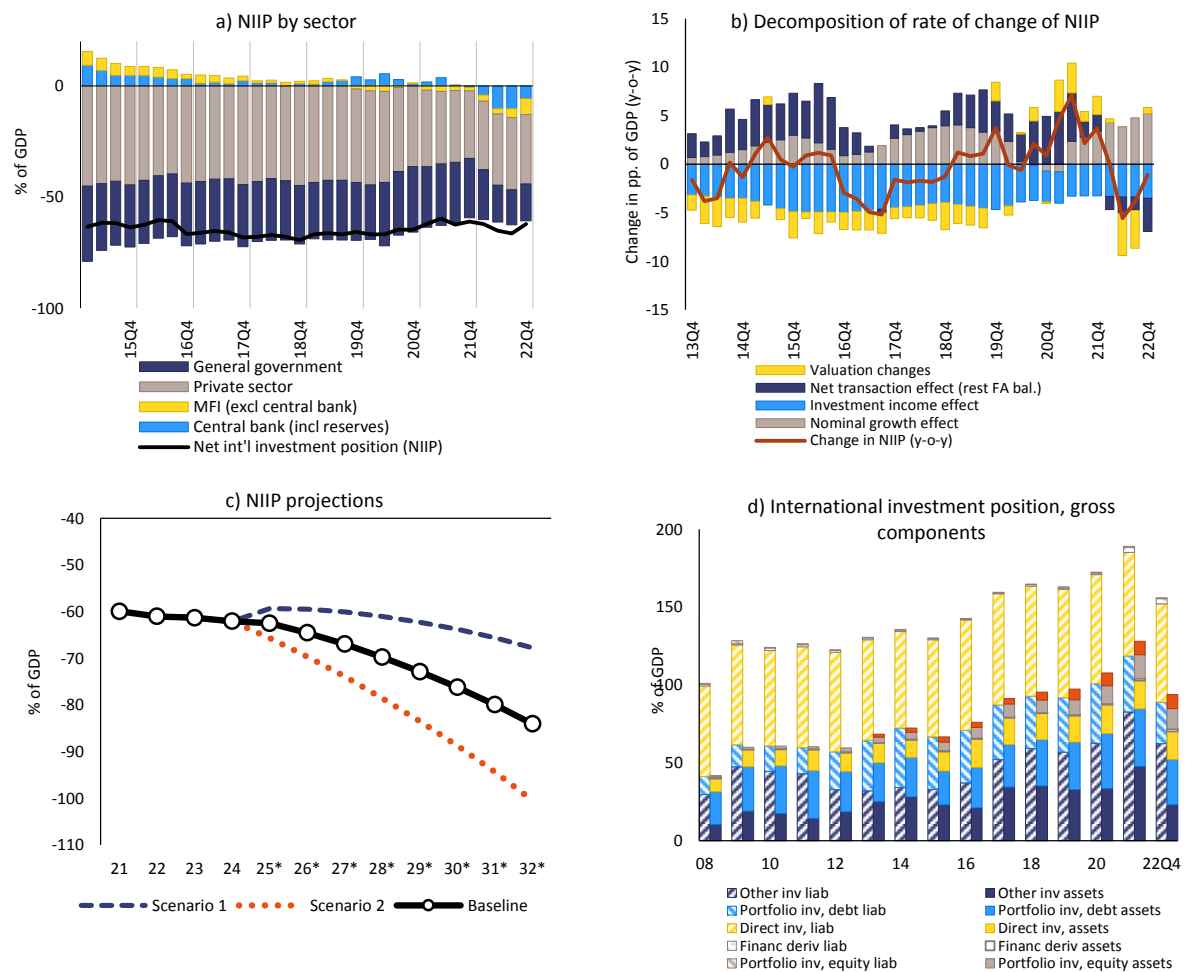 a) NIIP by sector
% of GDP
0
-50
-100
15Q4
16Q4
17Q4
18Q4
19Q4
20Q4
21Q4
22Q4
General government
Private sector
MFI (excl central bank)
Central bank (incl reserves)
Net int'l investment position (NIIP)
b) Decomposition of rate of change of NIIP
Change in pp. of GDP (y-o-y)
15
10
5
0
-5
-10
-15
13Q4
14Q4
15Q4
16Q4
17Q4
18Q4
19Q4
20Q4
21Q4
22Q4
Valuation changes
Net transaction effect (rest FA bal.)
Investment income effect
Nominal growth effect
Change in NIIP (y-o-y)
c) NIIP projections
% of GDP
-40
-50
-60
-70
-80
-90
-100
-110
21
22
23
24
25*
26*
27*
28*
29*
30*
31*
32*
Scenario 1
Scenario 2
Baseline
d) International investment position, gross
components
% of GDP
200
150
100
50
0
08
10
12
14
16
18
20
22Q4
Other inv liab
Other inv assets
Portfolio inv, debt liab
Portfolio inv, debt assets
Direct inv, liab
Direct inv, assets
Financ deriv liab
Financ deriv assets
Portfolio inv, equity liab
Portfolio inv, equity assets